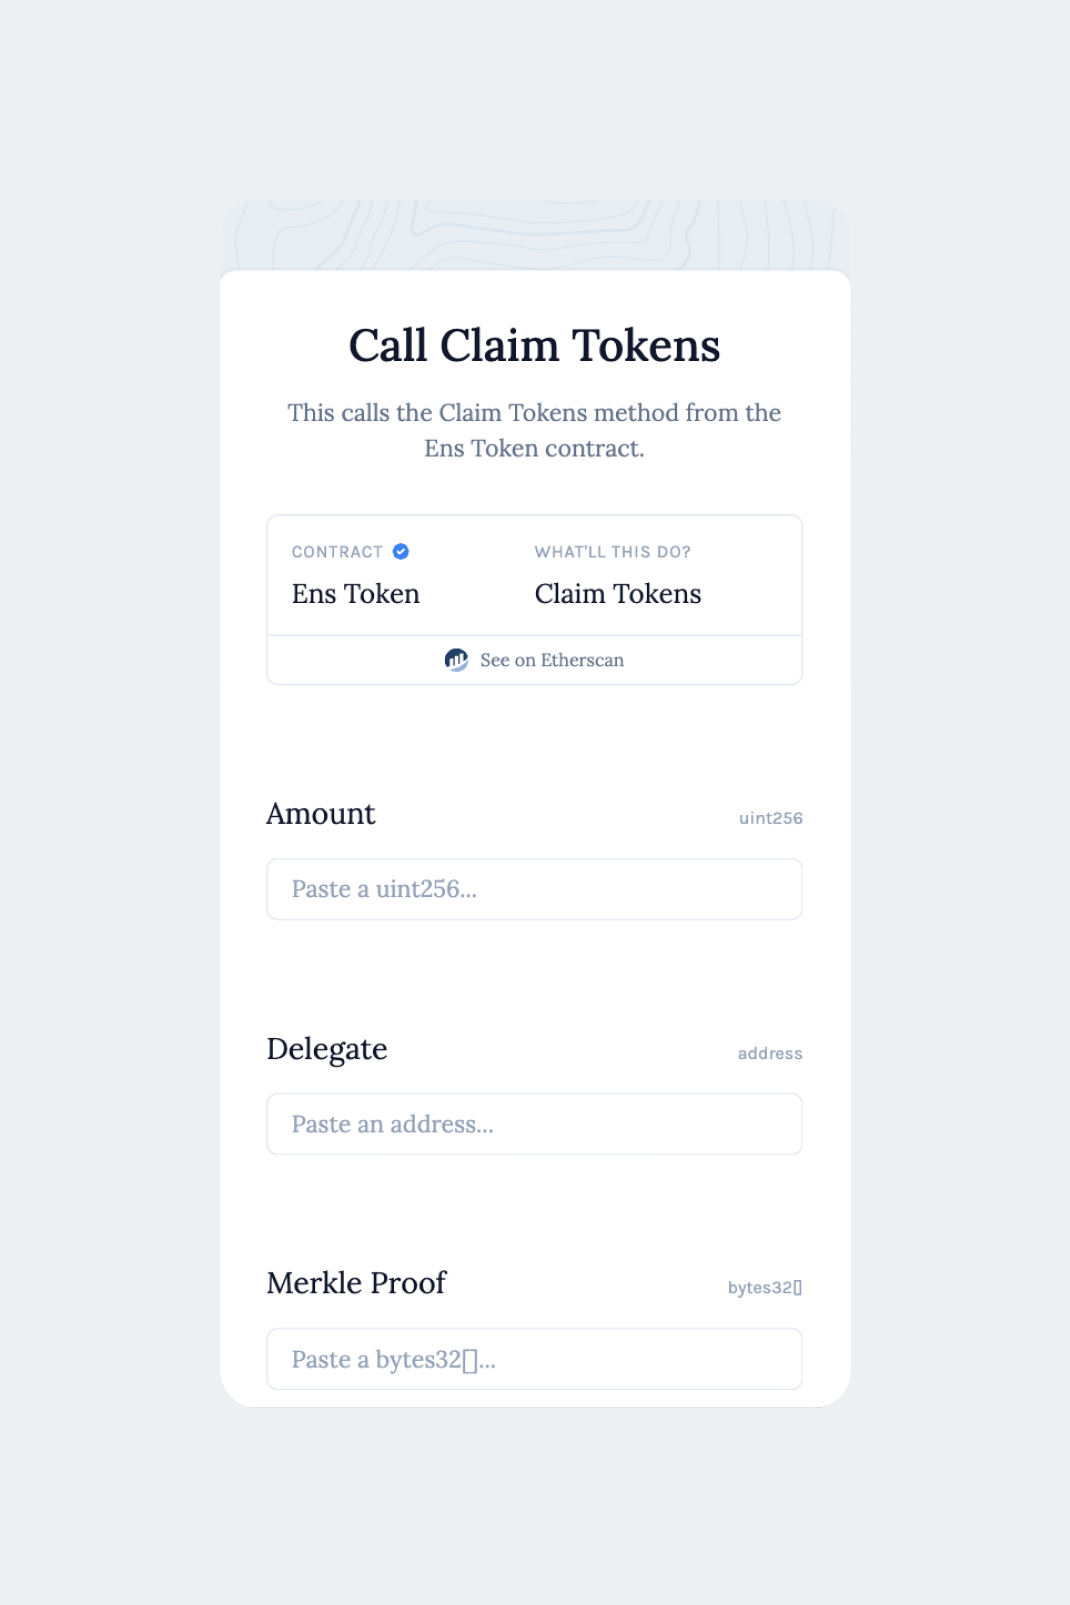 Call Claim Tokens
This calls the Claim Tokens method from the
Ens Token contract.
CONTRACT
WHAT'LL THIS DO?
Ens Token
Claim Tokens
See on Etherscan
Amount
uint256
Paste a uint256...
Delegate
address
Paste an address...
Merkle Proof
bytes32[]
Paste a bytes32[]...